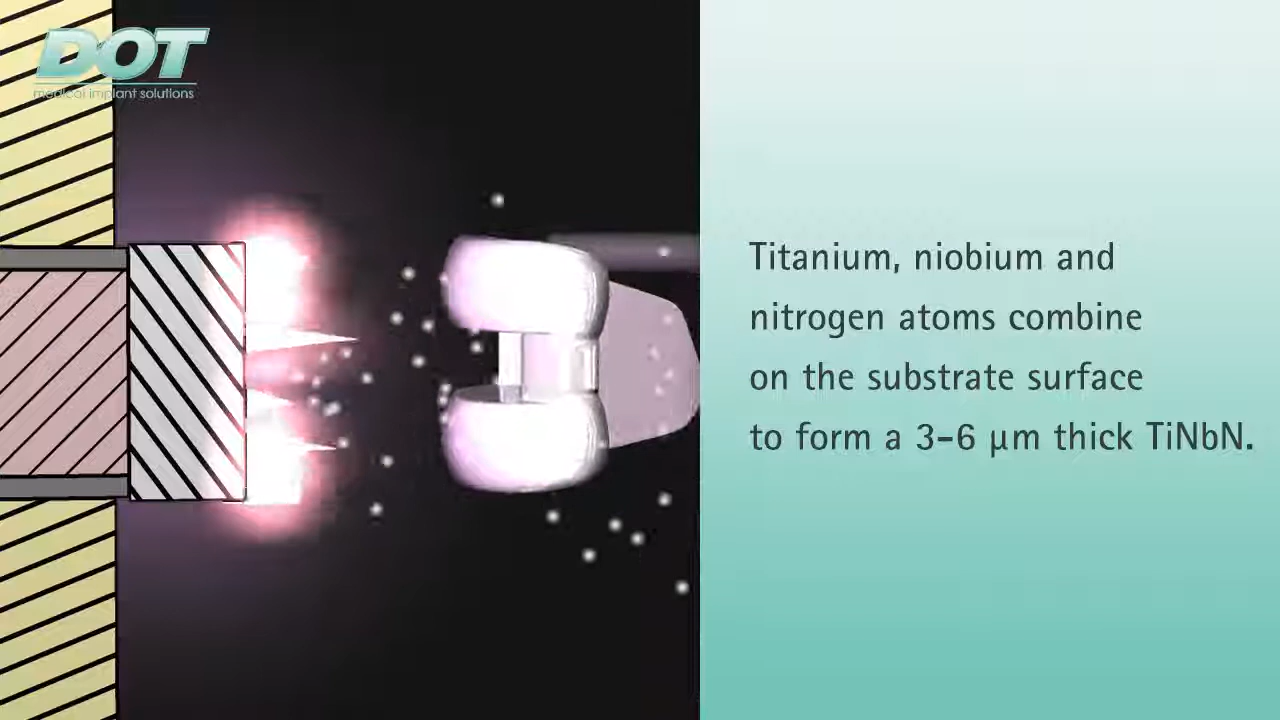 DOT
medical implant solutions
Titanium, niobium and
nitrogen atoms combine
on the substrate surface
to form a 3-6 µm thick TiNbN.